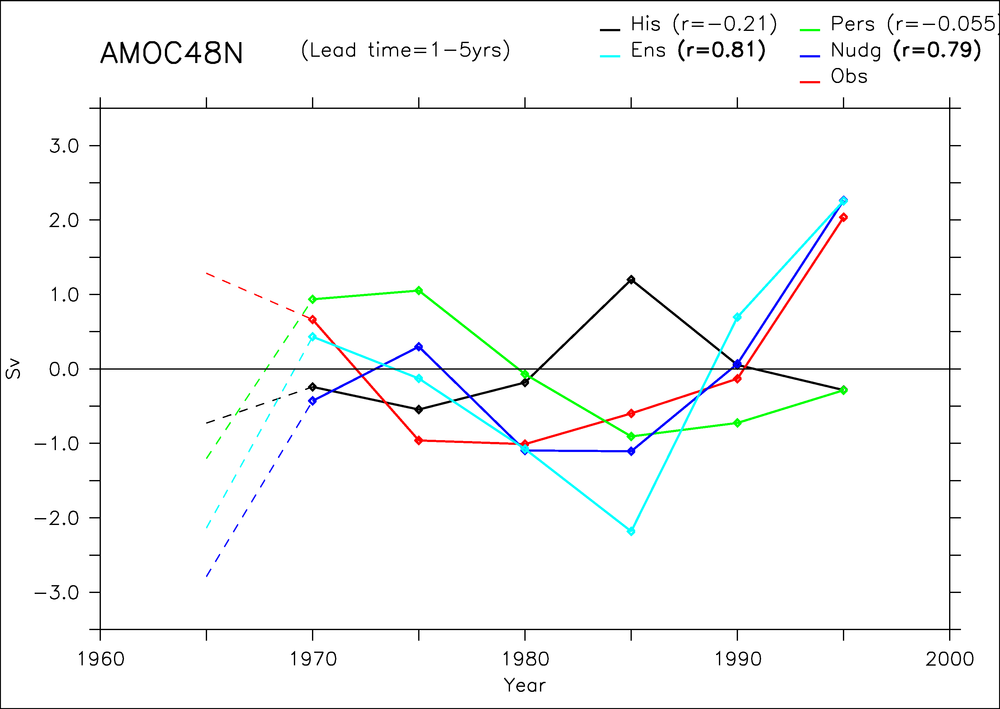 His (r=−0.21) Pers (r=−0.055)
AMOC48N (Lead time=1−5yrs) Ens (r=0.81) Nudg (r=0.79)
Obs
3.0
2.0
1.0
0.0
Sv
−1.0
−2.0
−3.0
1960 1970 1980 1990 2000
Year